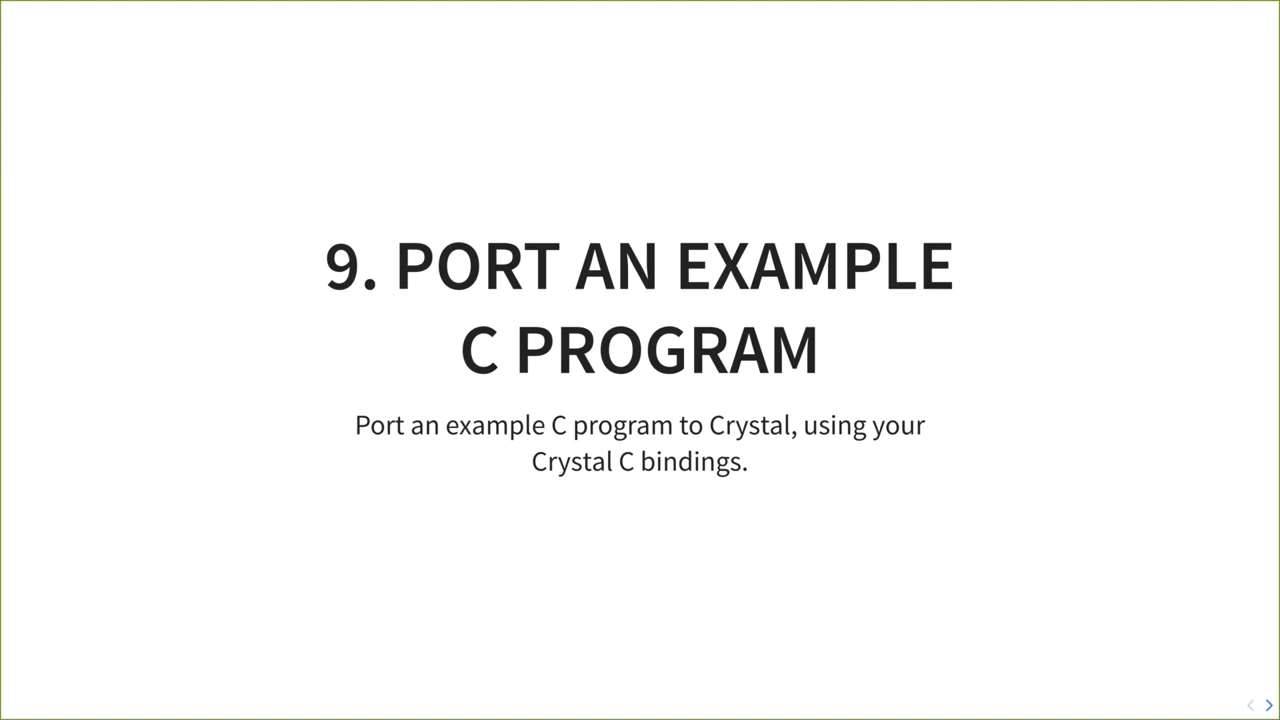 9. PORT AN EXAMPLE
C PROGRAM
Port an example C program to Crystal, using your
Crystal C bindings.